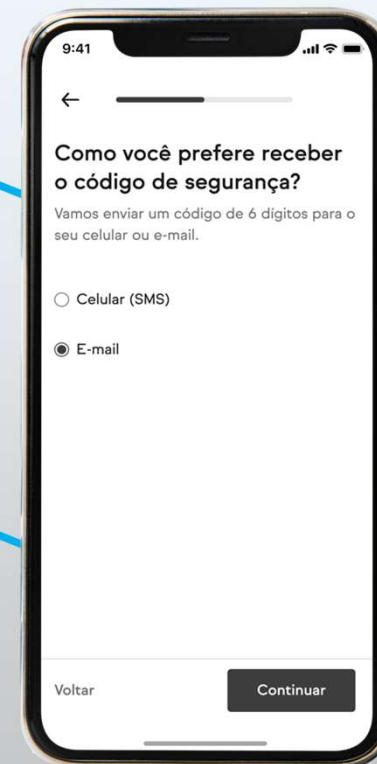 9:41
Como você prefere receber
o código de segurança?
Vamos enviar um código de 6 dígitos para o
seu celular ou e-mail.
Celular (SMS)
E-mail
Voltar
Continuar